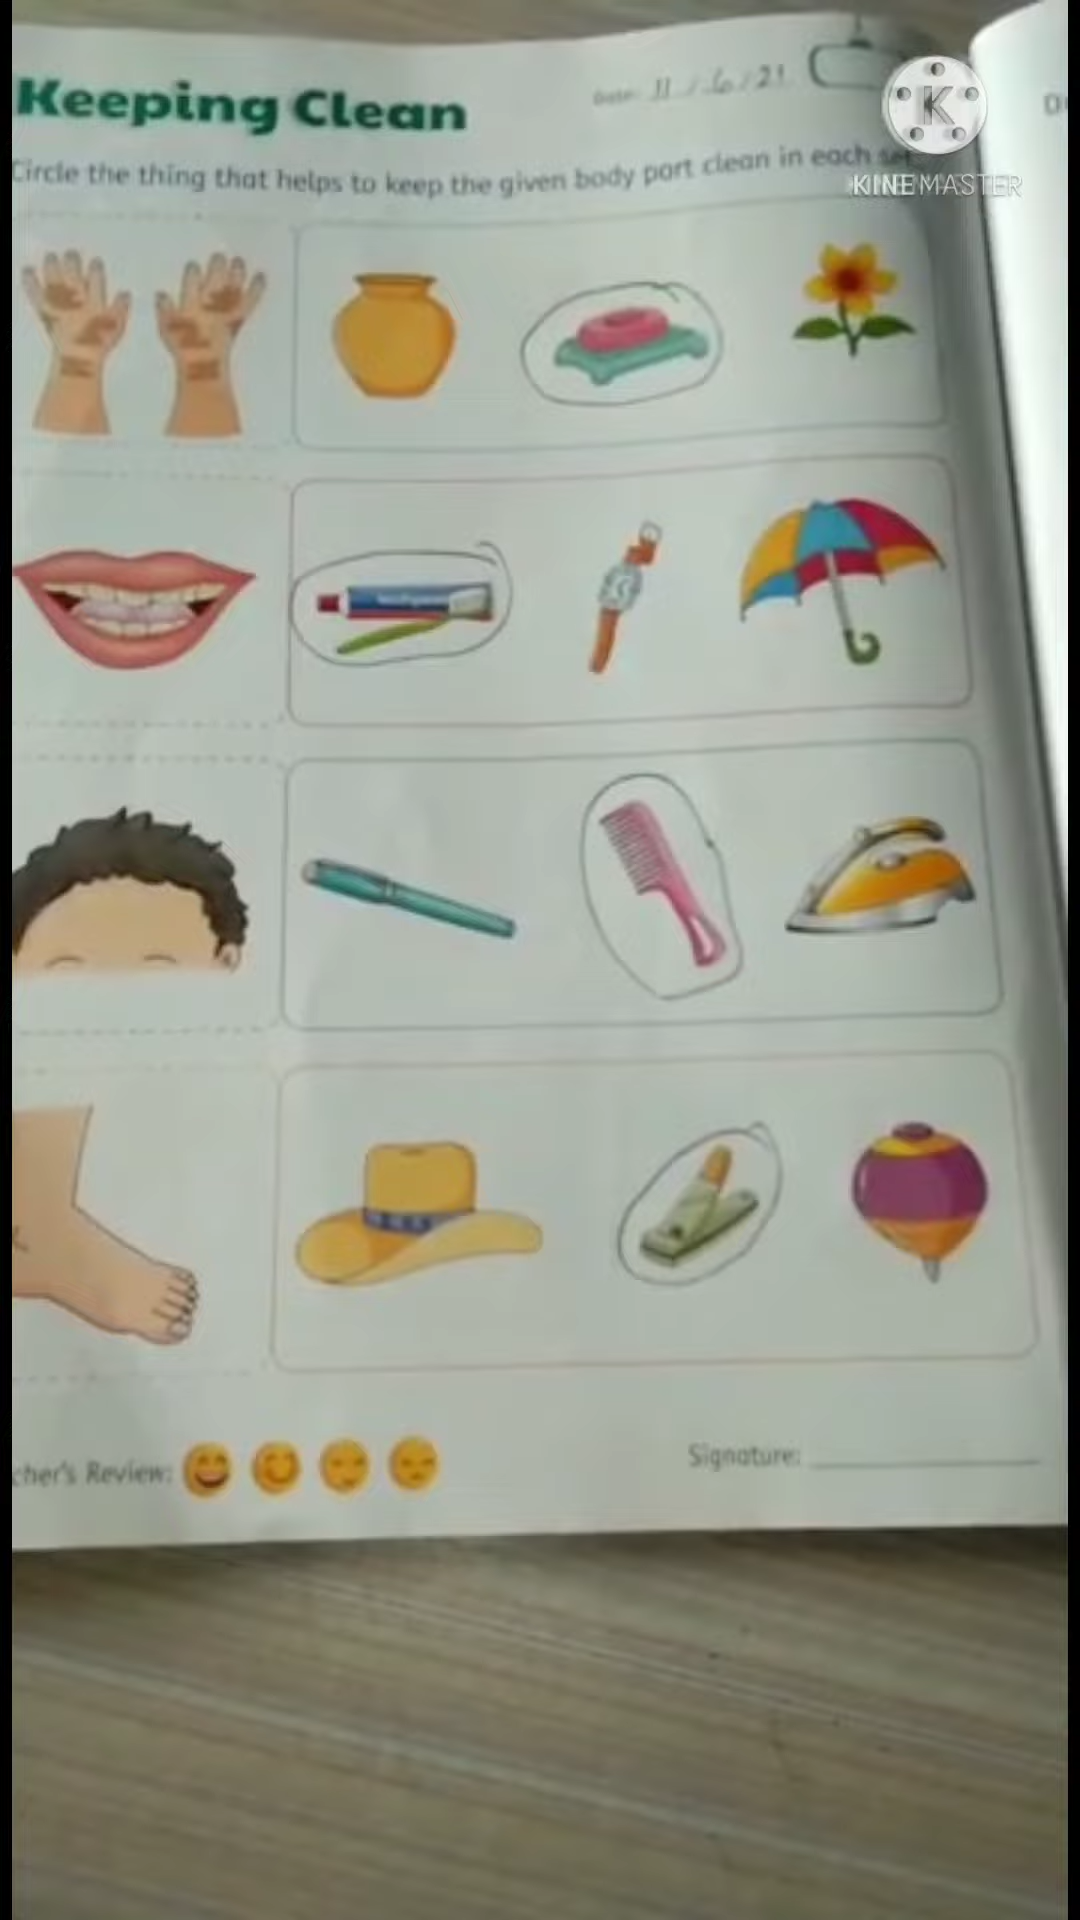 Keeping Clean
Date: 11/6/21
Circle the thing that helps to keep the given body part clean in each set.
K
KINEMASTER
cher's Review:
Signature: